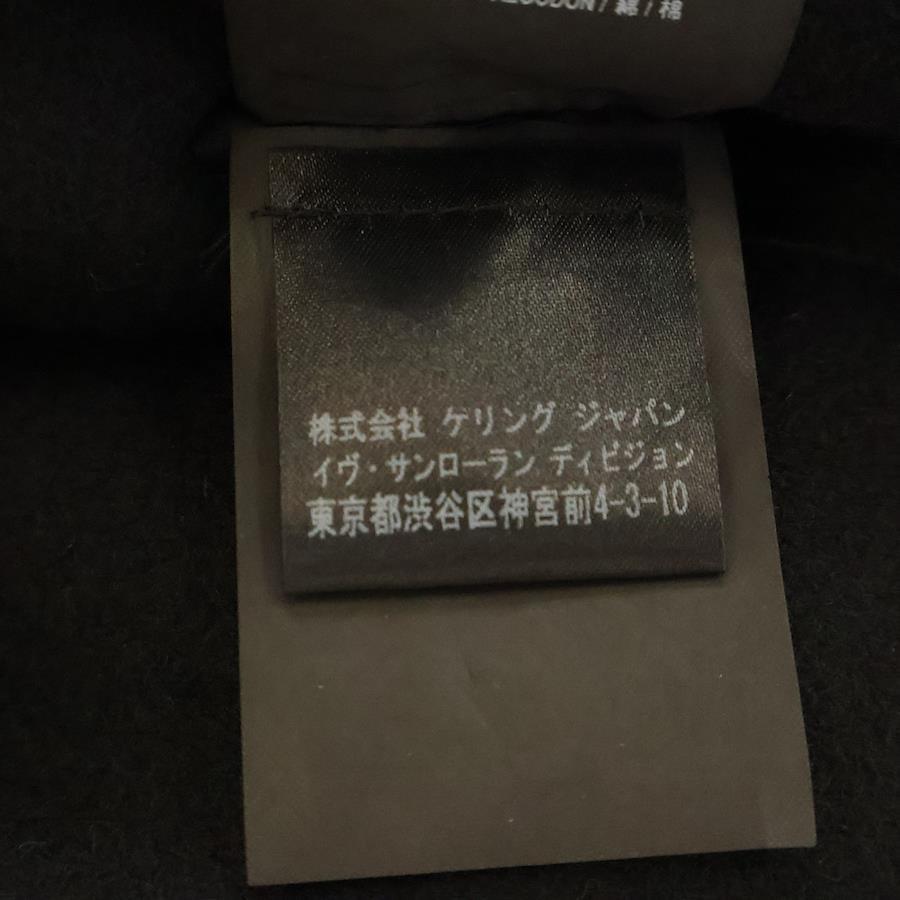 / 綿 / 棉
株式会社 ケリング ジャパン
イヴ・サンローラン ディビジョン
東京都渋谷区神宮前4-3-10